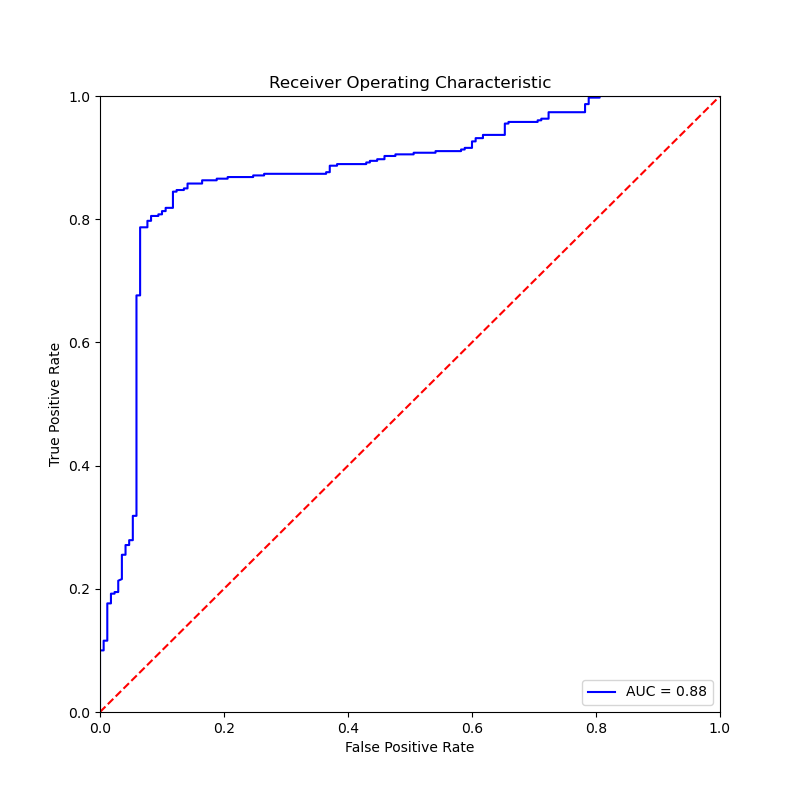 Receiver Operating Characteristic
1.0
0.8
0.6
0.4
0.2
0.0
True Positive Rate
AUC = 0.88
0.0 0.2 0.4 0.6 0.8 1.0
False Positive Rate